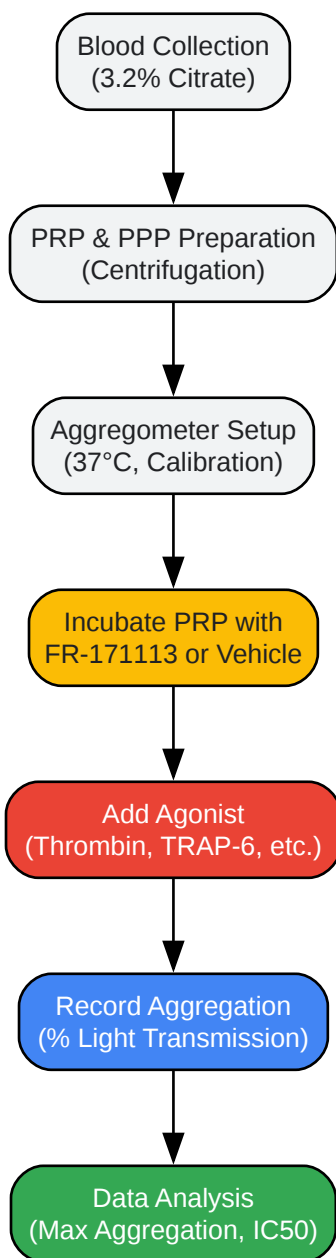 Blood Collection
(3.2% Citrate)
PRP & PPP Preparation
(Centrifugation)
Aggregometer Setup
(37°C, Calibration)
Incubate PRP with
FR-171113 or Vehicle
Add Agonist
(Thrombin, TRAP-6, etc.)
Record Aggregation
(% Light Transmission)
Data Analysis
(Max Aggregation, IC50)